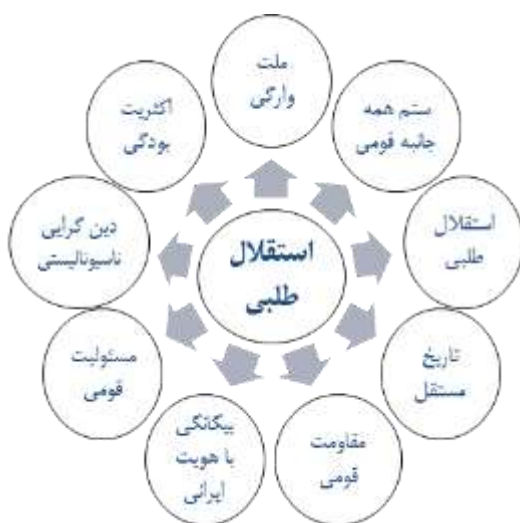 ملت
وارگی
ستم همه
جانبه قومی
استقلال
طلبی
تاریخ
مستقل
مقاومت
قومی
بیگانگی
با هویت
ایرانی
مسئولیت
قومی
دین گرایی
ناسیونالیستی
اکثریت
بودگی
استقلال
طلبی